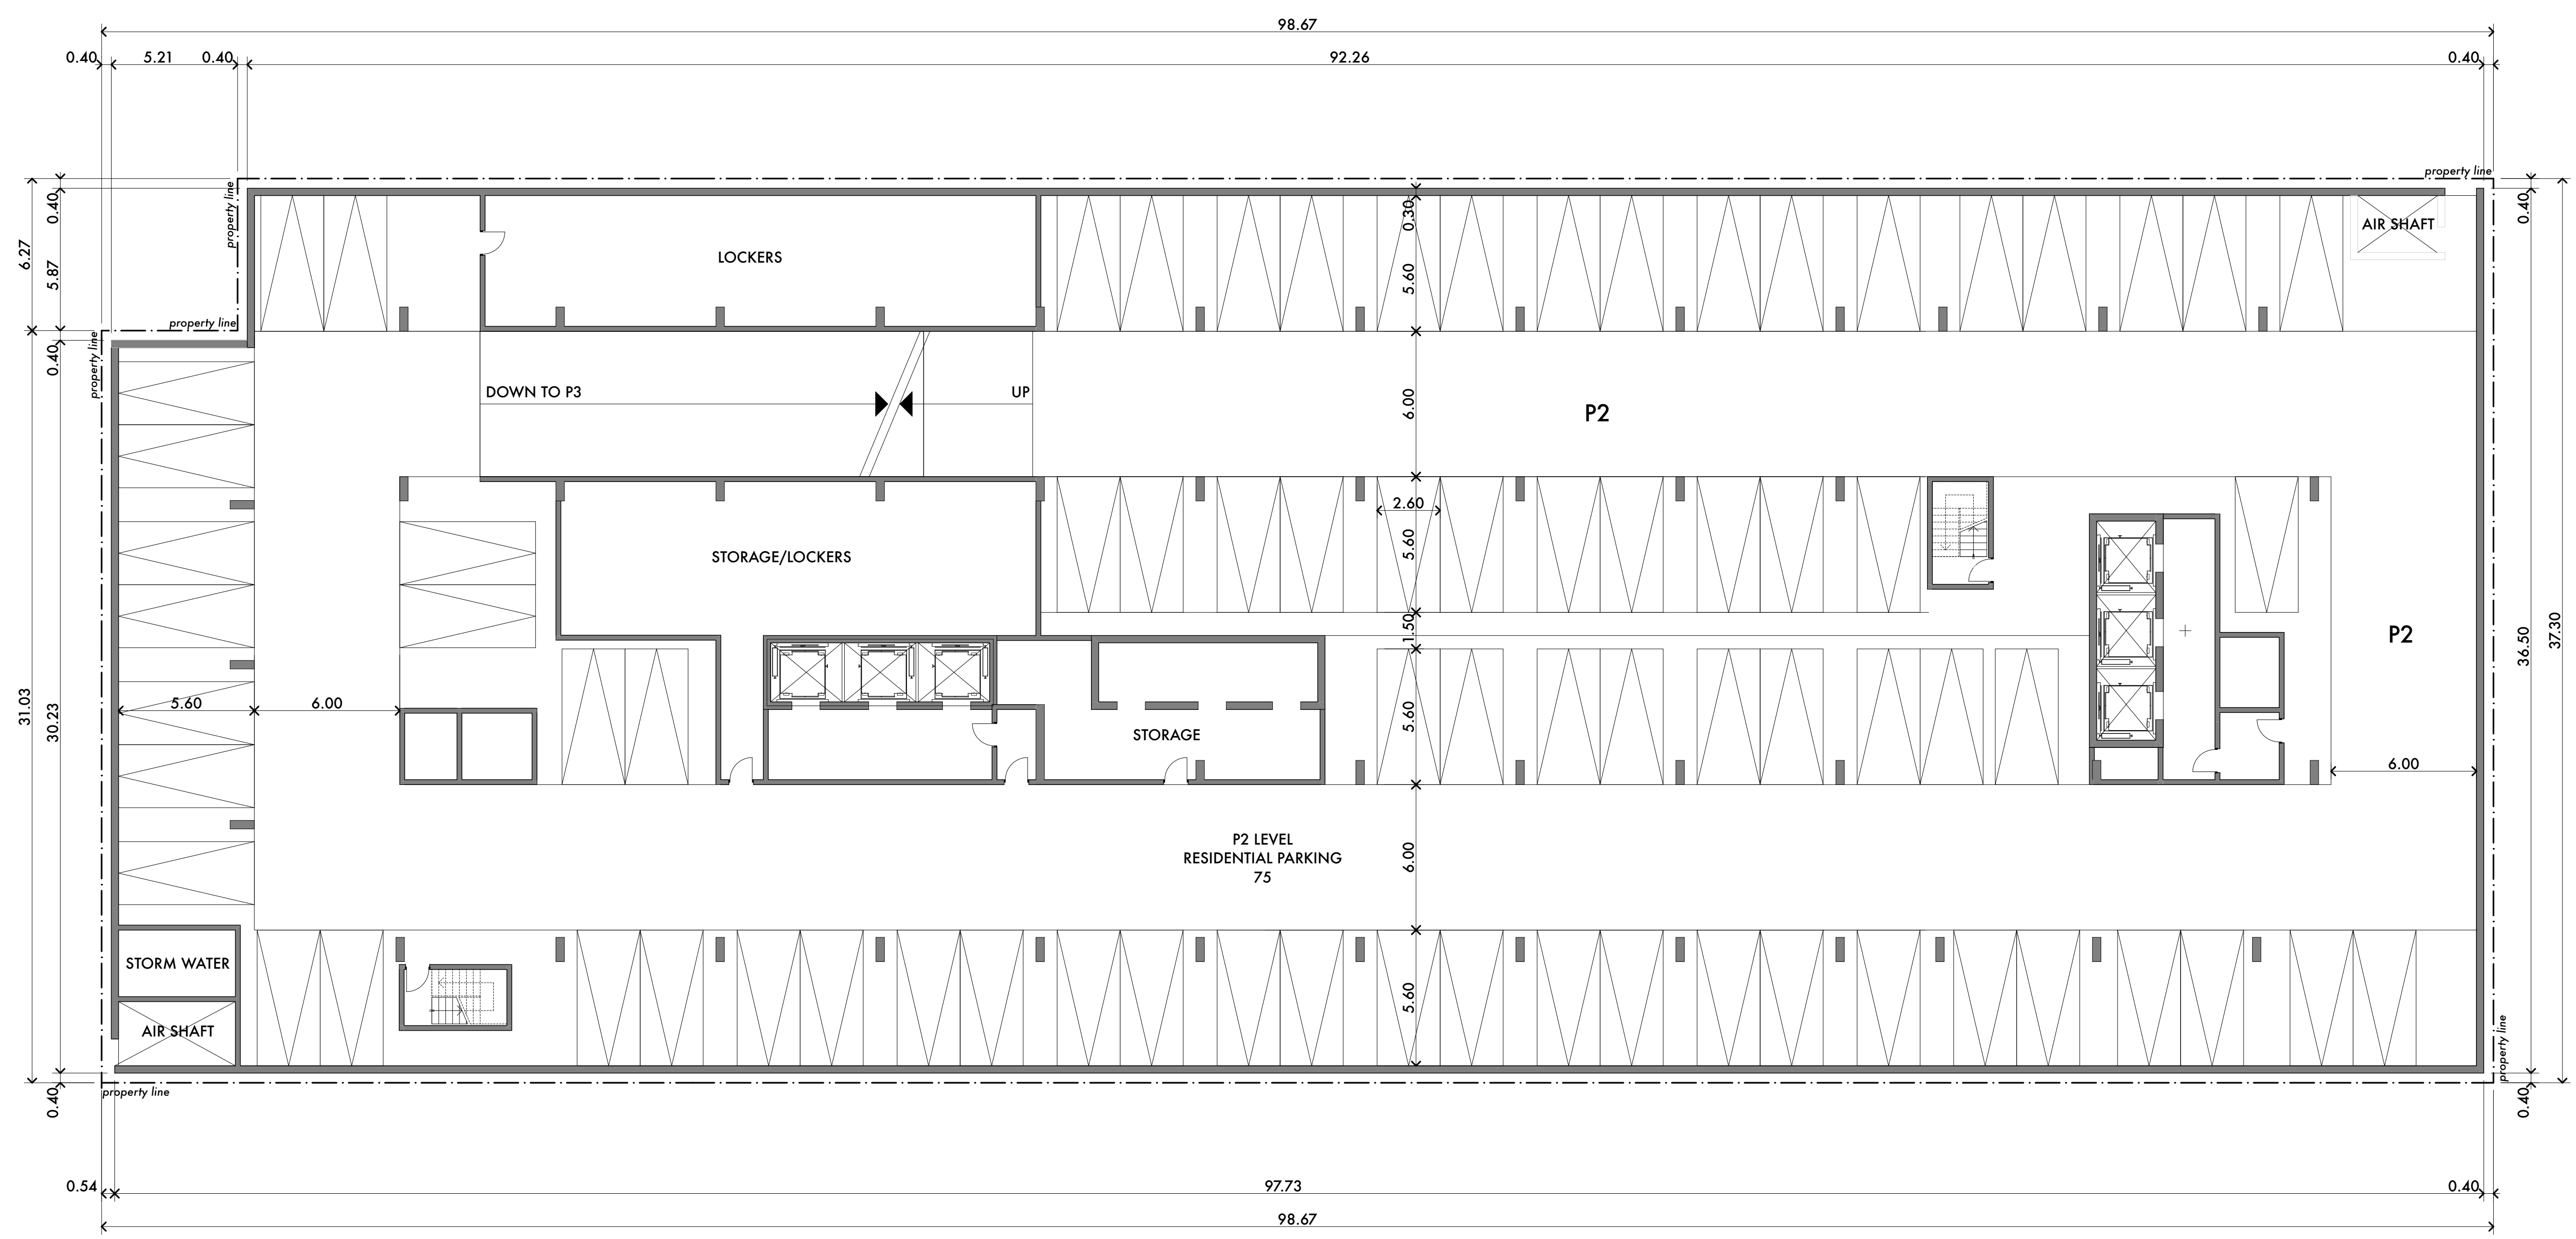 98.67
0.40 5.21 0.40 92.26 0.40
property line
property line
0.40
0.30
0.40
AIR SHAFT
LOCKERS
6.27
5.87
5.60
property line
property line
0.40
DOWN TO P3
UP
6.00
P2
2.60
5.60
STORAGE/LOCKERS
1.50
P2
36.50
37.30
31.03
30.23
5.60
6.00
5.60
STORAGE
6.00
P2 LEVEL
RESIDENTIAL PARKING
75
6.00
STORM WATER
5.60
AIR SHAFT
property line
property line
0.40
0.40
0.54 97.73 0.40
98.67